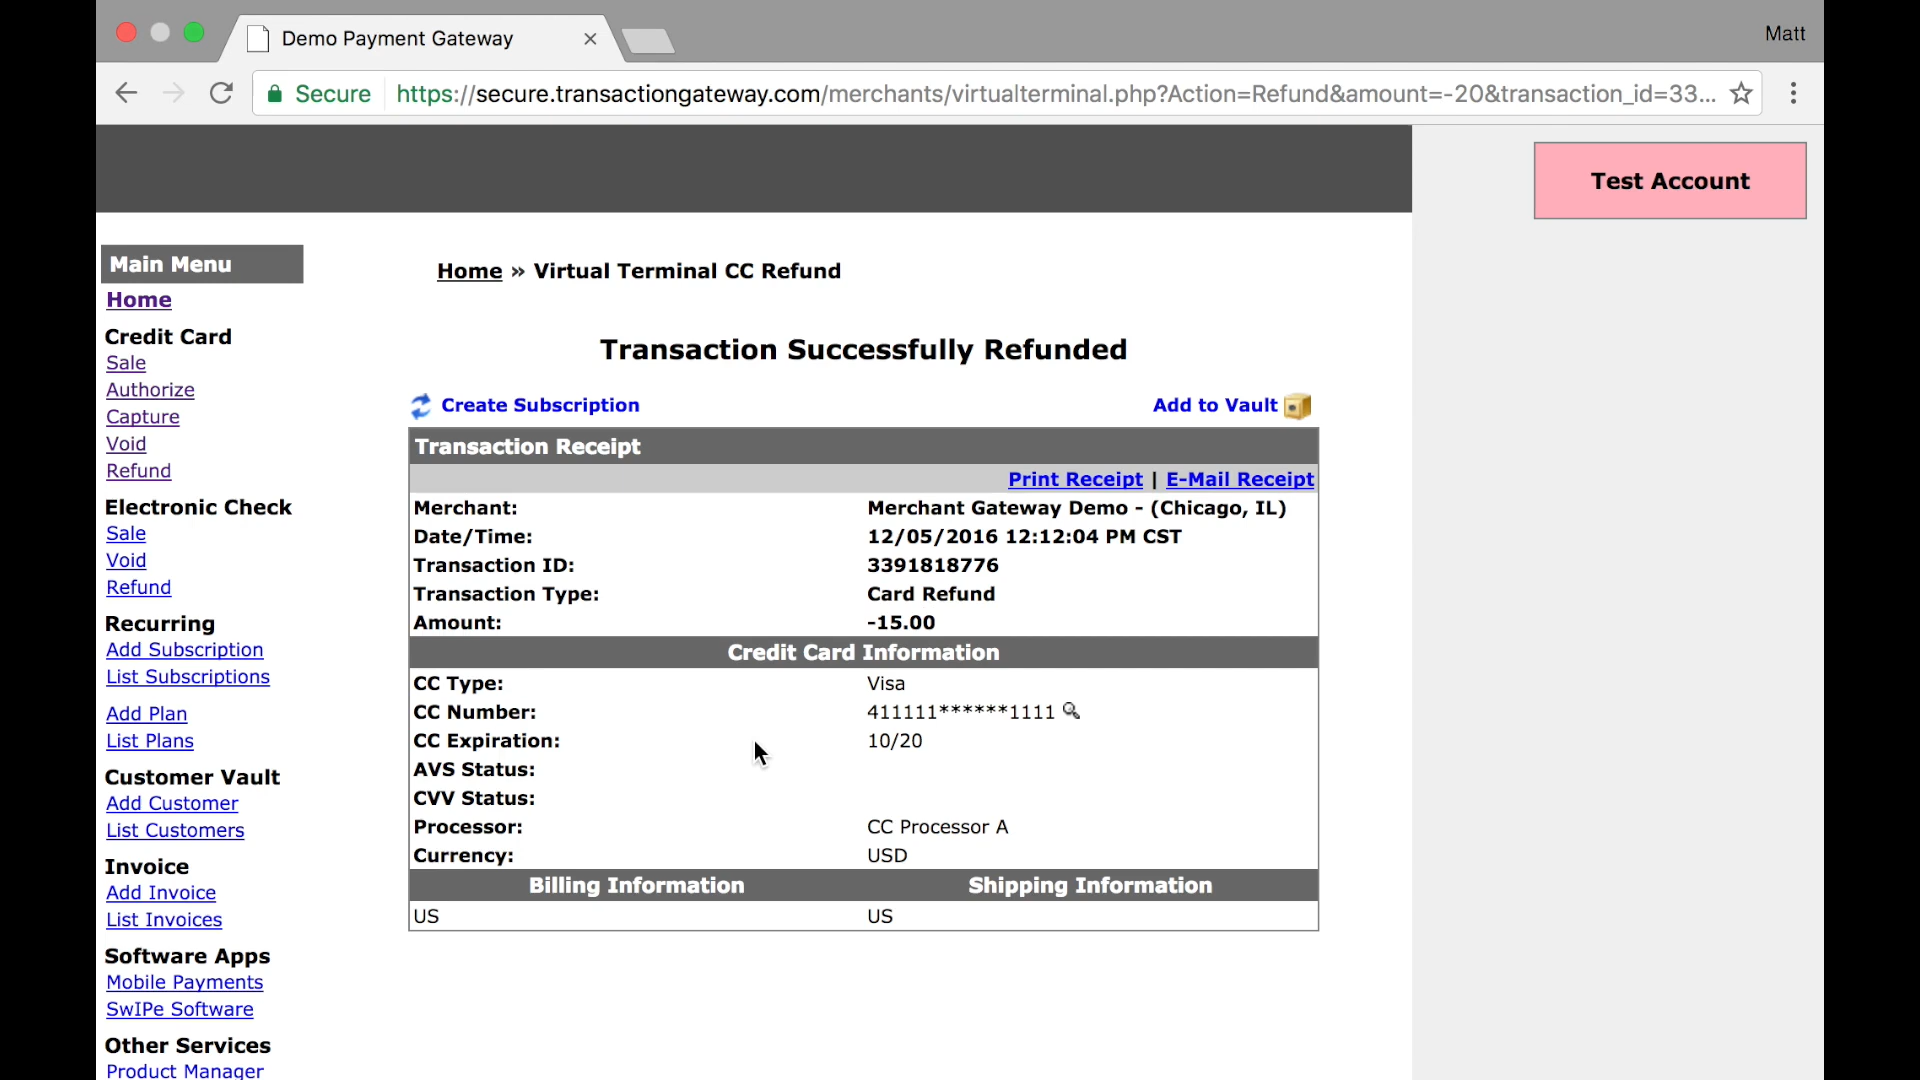 Demo Payment Gateway
Matt
Secure https://secure.transactiongateway.com/merchants/virtualterminal.php?Action=Refund&amount=-20&transaction_id=33...
Test Account
Main Menu
Home
Credit Card
Sale
Authorize
Capture
Void
Refund
Electronic Check
Sale
Void
Refund
Recurring
Add Subscription
List Subscriptions
Add Plan
List Plans
Customer Vault
Add Customer
List Customers
Invoice
Add Invoice
List Invoices
Software Apps
Mobile Payments
SwIPe Software
Other Services
Product Manager
Home » Virtual Terminal CC Refund
Transaction Successfully Refunded
Create Subscription Add to Vault
Transaction Receipt
Print Receipt | E-Mail Receipt
Merchant: Merchant Gateway Demo - (Chicago, IL)
Date/Time: 12/05/2016 12:12:04 PM CST
Transaction ID: 3391818776
Transaction Type: Card Refund
Amount: -15.00
Credit Card Information
CC Type: Visa
CC Number: 411111******1111
CC Expiration: 10/20
AVS Status:
CVV Status:
Processor: CC Processor A
Currency: USD
Billing Information Shipping Information
US US